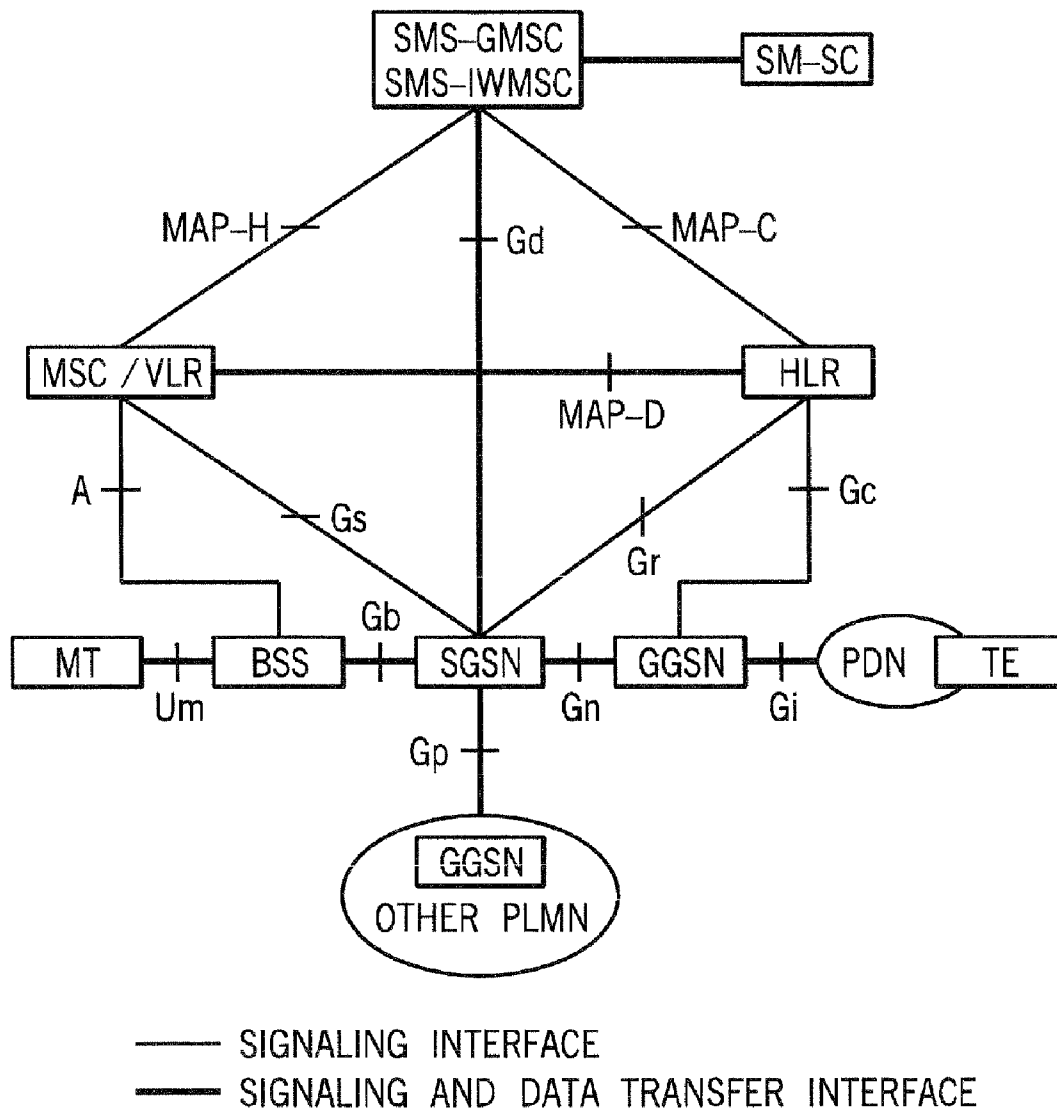 SMS-GMSC
SMS-IWMSC
SM-SC
MAP-H
Gd
MAP-C
MSC / VLR
HLR
MAP-D
A
Gs
Gr
Gc
Gb
MT
BSS
SGSN
GGSN
PDN
TE
Um
Gn
Gi
Gp
GGSN
OTHER PLMN
SIGNALING INTERFACE
SIGNALING AND DATA TRANSFER INTERFACE